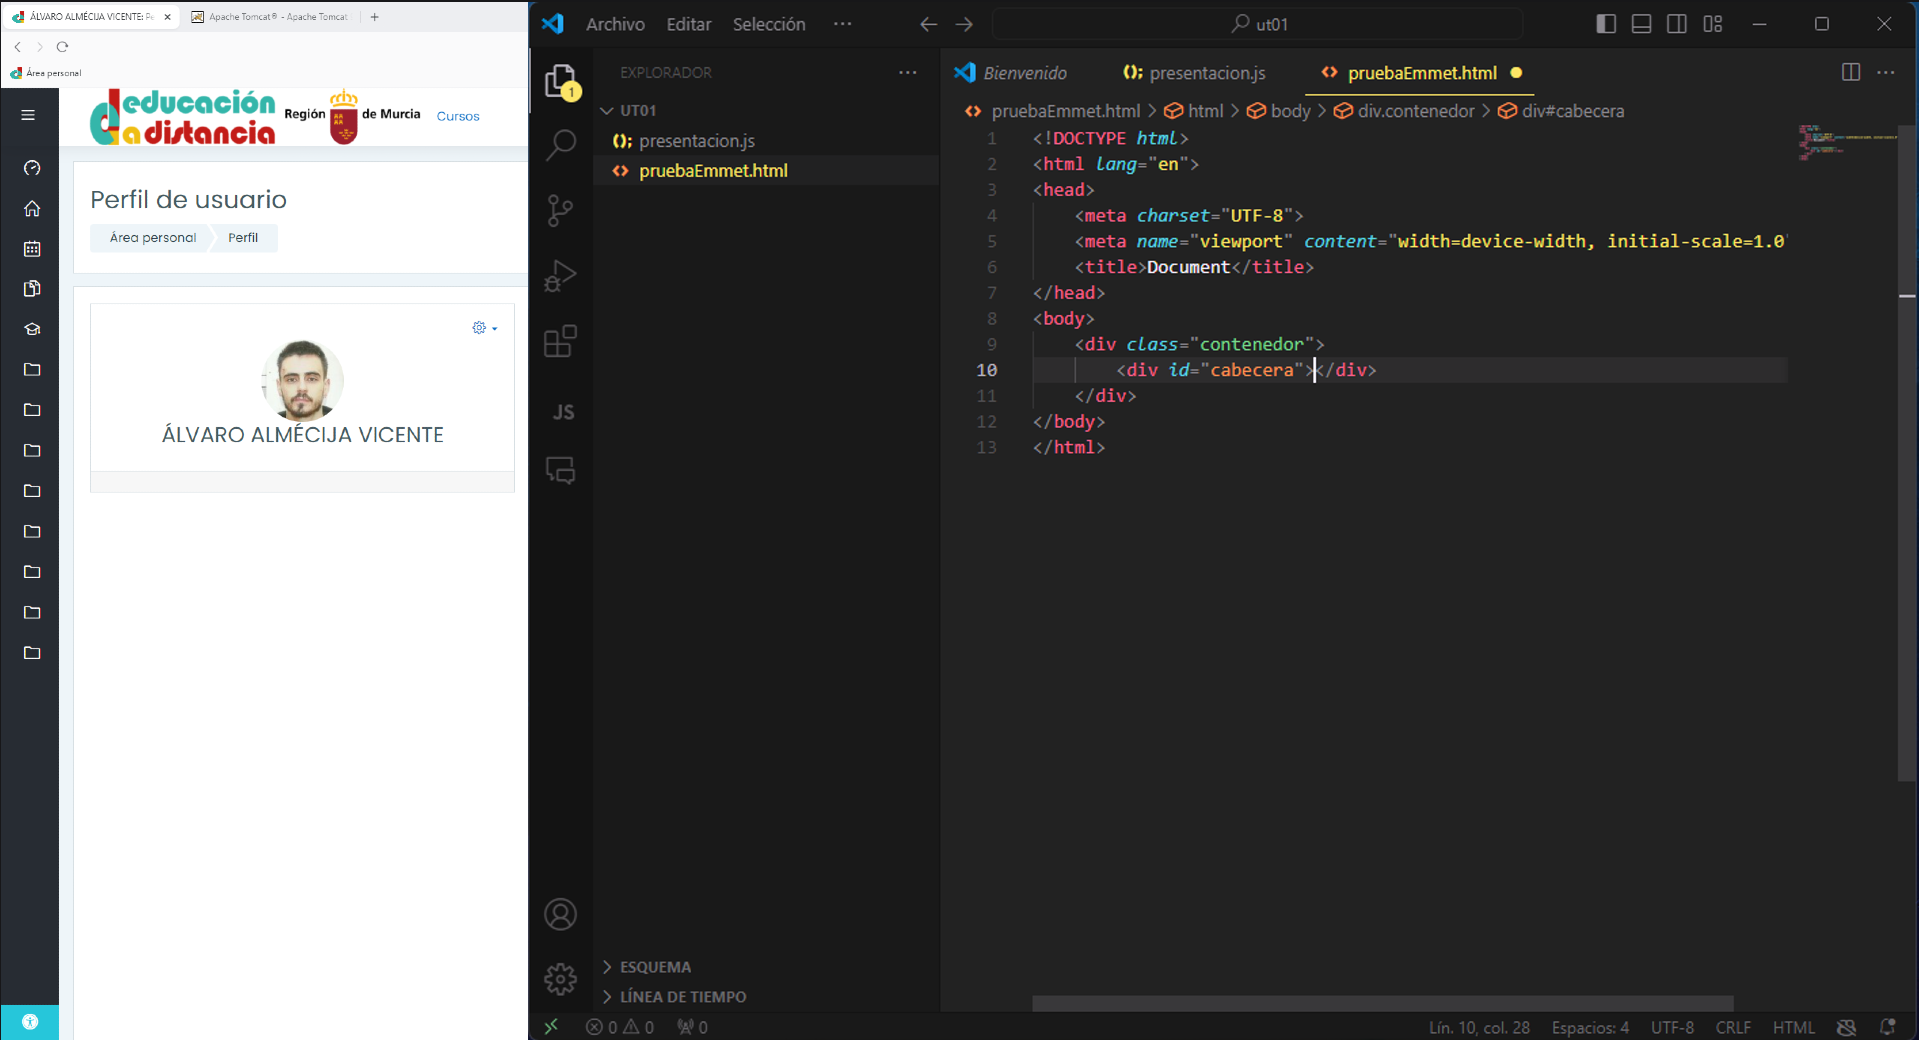 ÁLVARO ALMÉCIJA VICENTE: Pe
Apache Tomcat® - Apache Tomcat
Área personal
educación
a distancia
Región de Murcia
Cursos
Perfil de usuario
Área personal
Perfil
ÁLVARO ALMÉCIJA VICENTE
Archivo Editar Selección ···
ut01
EXPLORADOR ···
UT01
(); presentacion.js
<> pruebaEmmet.html
1
JS
ESQUEMA
LÍNEA DE TIEMPO
Bienvenido (); presentacion.js <> pruebaEmmet.html ···
<> pruebaEmmet.html > html > body > div.contenedor > div#cabecera
1 <!DOCTYPE html>
2 <html lang="en">
3 <head>
4 <meta charset="UTF-8">
5 <meta name="viewport" content="width=device-width, initial-scale=1.0"
6 <title>Document</title>
7 </head>
8 <body>
9 <div class="contenedor">
10 <div id="cabecera"></div>
11 </div>
12 </body>
13 </html>
0 0 0 Lín. 10, col. 28 Espacios: 4 UTF-8 CRLF HTML